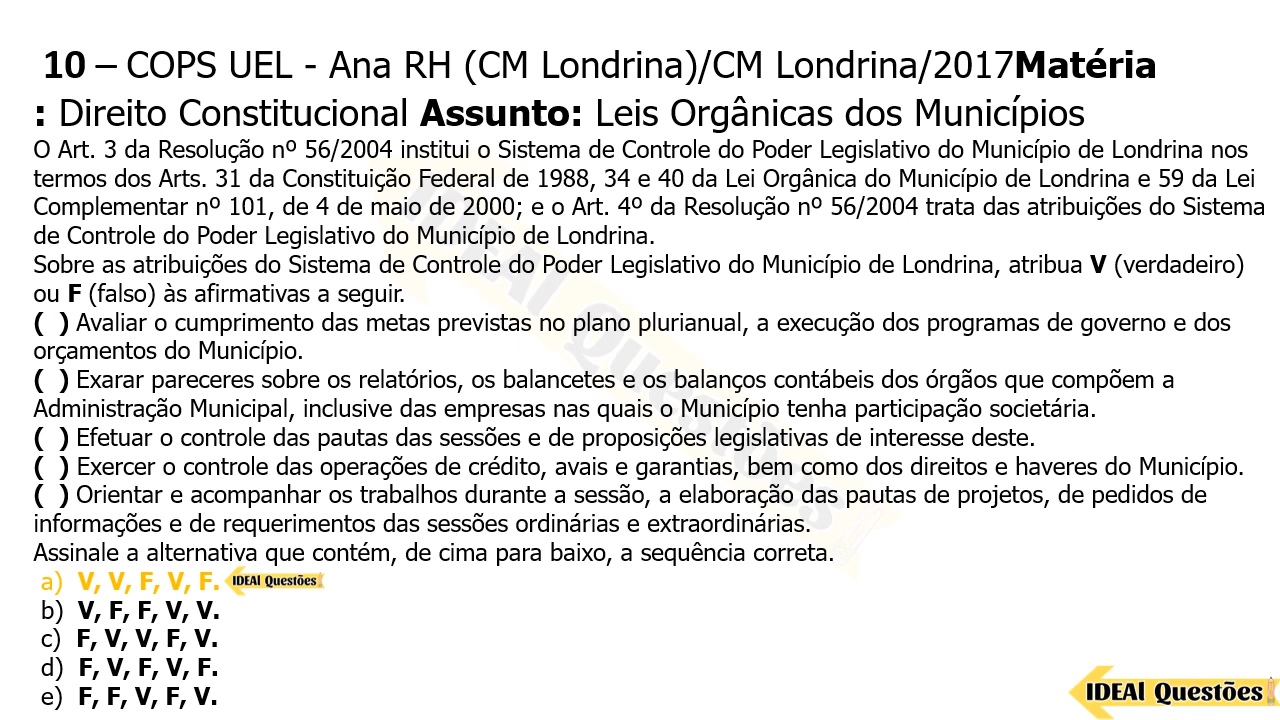 10 – COPS UEL - Ana RH (CM Londrina)/CM Londrina/2017Matéria
: Direito Constitucional Assunto: Leis Orgânicas dos Municípios
O Art. 3 da Resolução nº 56/2004 institui o Sistema de Controle do Poder Legislativo do Município de Londrina nos
termos dos Arts. 31 da Constituição Federal de 1988, 34 e 40 da Lei Orgânica do Município de Londrina e 59 da Lei
Complementar nº 101, de 4 de maio de 2000; e o Art. 4º da Resolução nº 56/2004 trata das atribuições do Sistema
de Controle do Poder Legislativo do Município de Londrina.
Sobre as atribuições do Sistema de Controle do Poder Legislativo do Município de Londrina, atribua V (verdadeiro)
ou F (falso) às afirmativas a seguir.
( ) Avaliar o cumprimento das metas previstas no plano plurianual, a execução dos programas de governo e dos
orçamentos do Município.
( ) Exarar pareceres sobre os relatórios, os balancetes e os balanços contábeis dos órgãos que compõem a
Administração Municipal, inclusive das empresas nas quais o Município tenha participação societária.
( ) Efetuar o controle das pautas das sessões e de proposições legislativas de interesse deste.
( ) Exercer o controle das operações de crédito, avais e garantias, bem como dos direitos e haveres do Município.
( ) Orientar e acompanhar os trabalhos durante a sessão, a elaboração das pautas de projetos, de pedidos de
informações e de requerimentos das sessões ordinárias e extraordinárias.
Assinale a alternativa que contém, de cima para baixo, a sequência correta.
a) V, V, F, V, F. IDEAl Questões
b) V, F, F, V, V.
c) F, V, V, F, V.
d) F, V, F, V, F.
e) F, F, V, F, V.
IDEAl Questões
IDEAl Questões